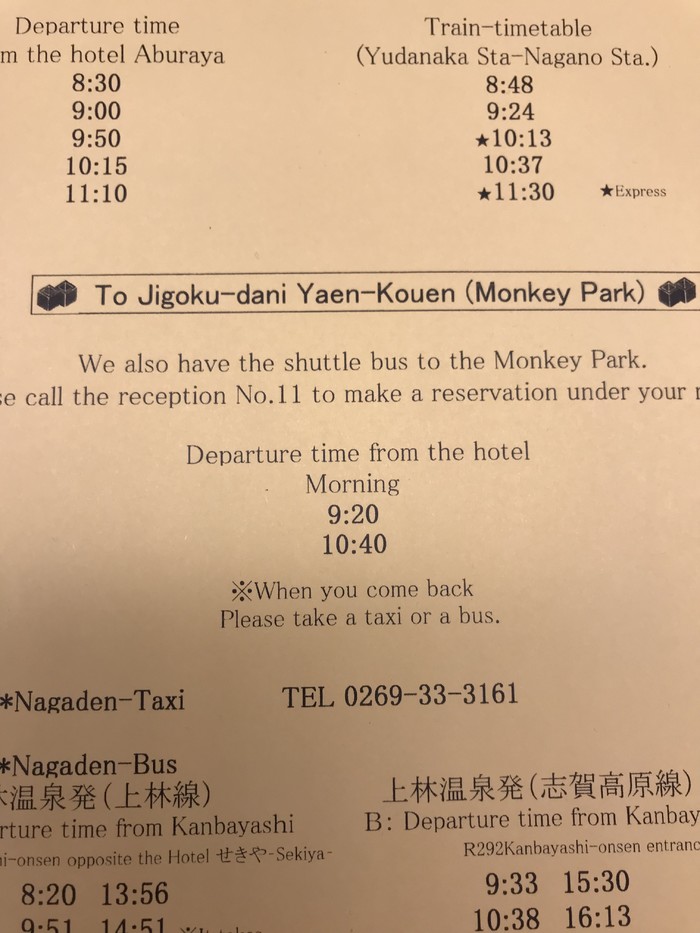 Departure time
Train-timetable
the hotel Aburaya
(Yudanaka Sta-Nagano Sta.)
8:30
8:48
9:00
9:24
9:50
★10:13
10:15
10:37
11:10
★11:30
★Express
To Jigoku-dani Yaen-Kouen (Monkey Park)
We also have the shuttle bus to the Monkey Park.
call the reception No.11 to make a reservation under your
Departure time from the hotel
Morning
9:20
10:40
※When you come back
Please take a taxi or a bus.
*Nagaden-Taxi
TEL 0269-33-3161
*Nagaden-Bus
温泉発(上林線)
上林温泉発(志賀高原線)
time from Kanbayashi
B: Departure time from Kanbay
opposite the Hotel せきや-Sekiya-
R292Kanbayashi-onsen entranc
8:20 13:56
9:33 15:30
9:51 14:51
10:38 16:13